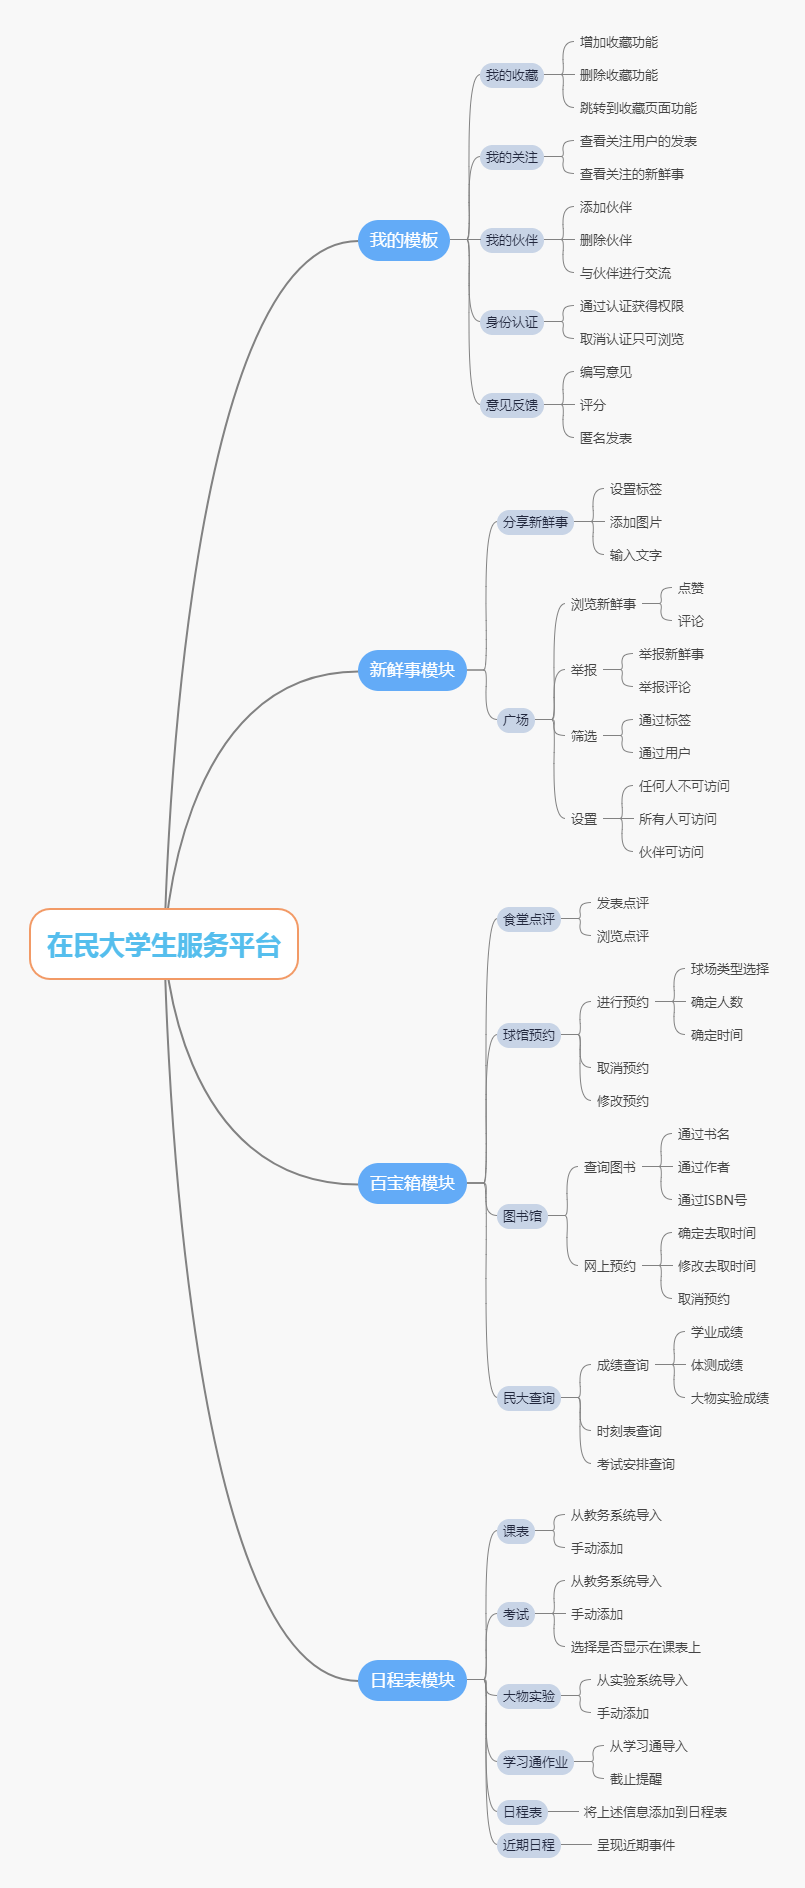 在民大学生服务平台
我的模板
我的收藏
增加收藏功能
删除收藏功能
跳转到收藏页面功能
我的关注
查看关注用户的发表
查看关注的新鲜事
我的伙伴
添加伙伴
删除伙伴
与伙伴进行交流
身份认证
通过认证获得权限
取消认证只可浏览
意见反馈
编写意见
评分
匿名发表
新鲜事模块
分享新鲜事
设置标签
添加图片
输入文字
广场
浏览新鲜事
点赞
评论
举报
举报新鲜事
举报评论
筛选
通过标签
通过用户
设置
任何人不可访问
所有人可访问
伙伴可访问
百宝箱模块
食堂点评
发表点评
浏览点评
球馆预约
进行预约
球场类型选择
确定人数
确定时间
取消预约
修改预约
图书馆
查询图书
通过书名
通过作者
通过ISBN号
网上预约
确定去取时间
修改去取时间
取消预约
民大查询
成绩查询
学业成绩
体测成绩
大物实验成绩
时刻表查询
考试安排查询
日程表模块
课表
从教务系统导入
手动添加
考试
从教务系统导入
手动添加
选择是否显示在课表上
大物实验
从实验系统导入
手动添加
学习通作业
从学习通导入
截止提醒
日程表
将上述信息添加到日程表
近期日程
呈现近期事件